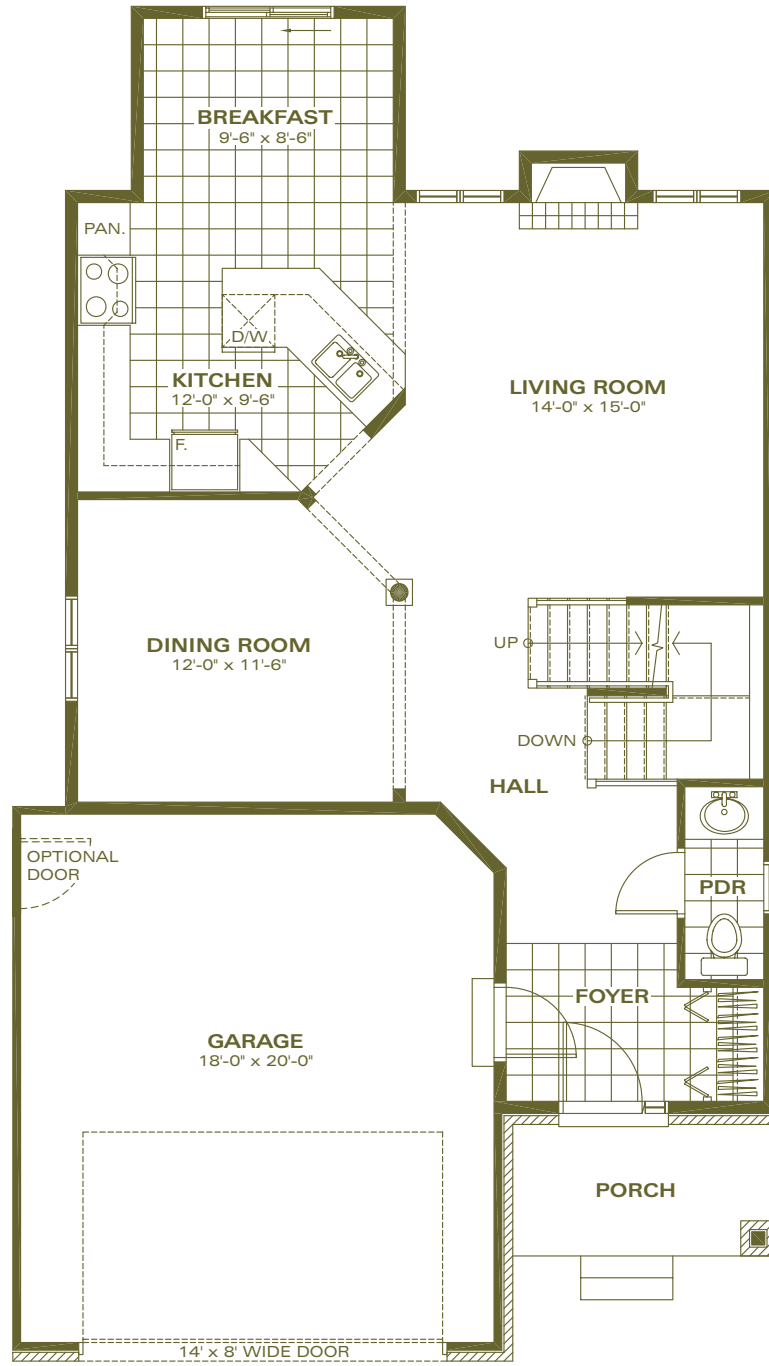 BREAKFAST
9'-6" x 8'-6"
PAN.
D/W
KITCHEN
12'-0" x 9'-6"
F.
LIVING ROOM
14'-0" x 15'-0"
DINING ROOM
12'-0" x 11'-6"
UP
DOWN
HALL
OPTIONAL
DOOR
PDR
FOYER
GARAGE
18'-0" x 20'-0"
PORCH
14' x 8' WIDE DOOR